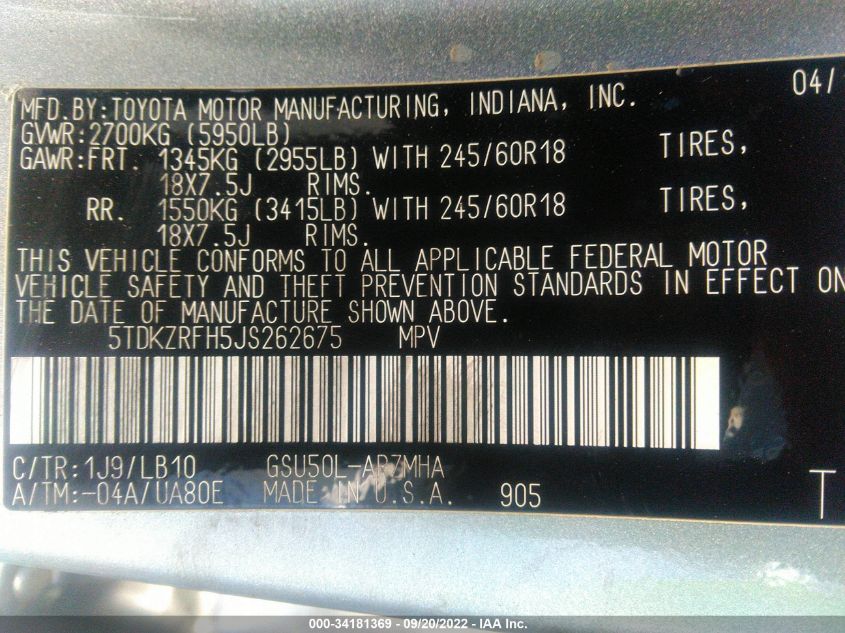 MFD.BY:TOYOTA MOTOR MANUFACTURING, INDIANA, INC. 04/
GVWR:2700KG (5950LB)
GAWR:FRT. 1345KG (2955LB) WITH 245/60R18 TIRES,
18X7.5J RIMS.
RR. 1550KG (3415LB) WITH 245/60R18 TIRES,
18X7.5J RIMS.
THIS VEHICLE CONFORMS TO ALL APPLICABLE FEDERAL MOTOR
VEHICLE SAFETY AND THEFT PREVENTION STANDARDS IN EFFECT ON
THE DATE OF MANUFACTURE SHOWN ABOVE.
5TDKZRFH5JS262675 MPV
C/TR:1J9/LB10
A/TM:-04A/UA80E MADE IN U.S.A. 905 T
000-34181369 - 09/20/2022 - IAA Inc.